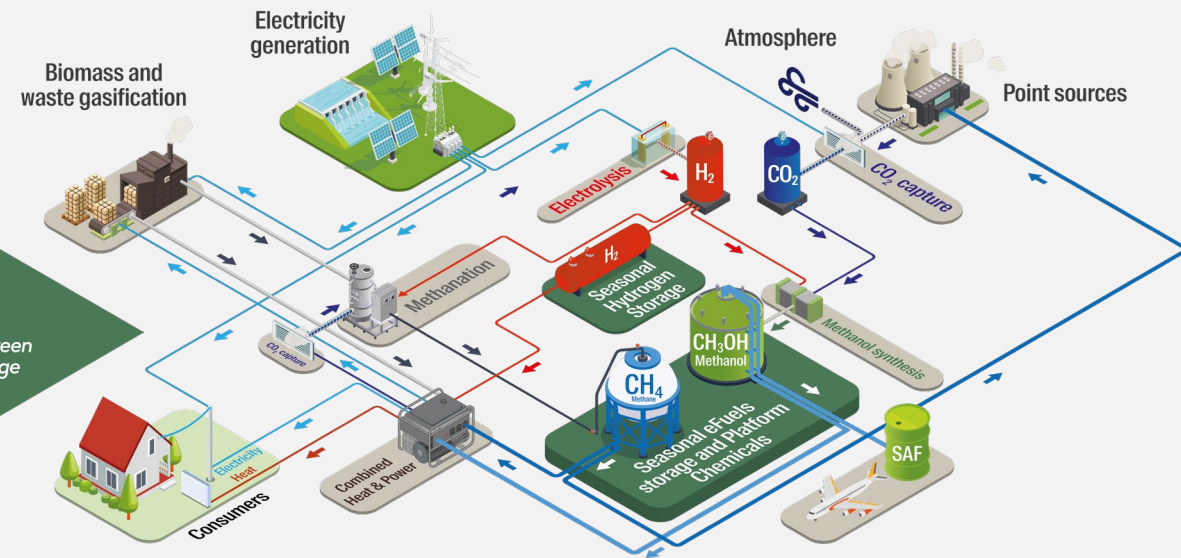 Electricity
generation
Biomass and
waste gasification
Atmosphere
Point sources
Electrolysis
H2
CO2
CO2 capture
H2
Seasonal
Hydrogen
Storage
Methanation
CO2 capture
CH3OH
Methanol
Methanol synthesis
CH4
Methane
Seasonal eFuels
storage and Platform
Chemicals
SAF
Combined
Heat & Power
Electricity
Heat
Consumers